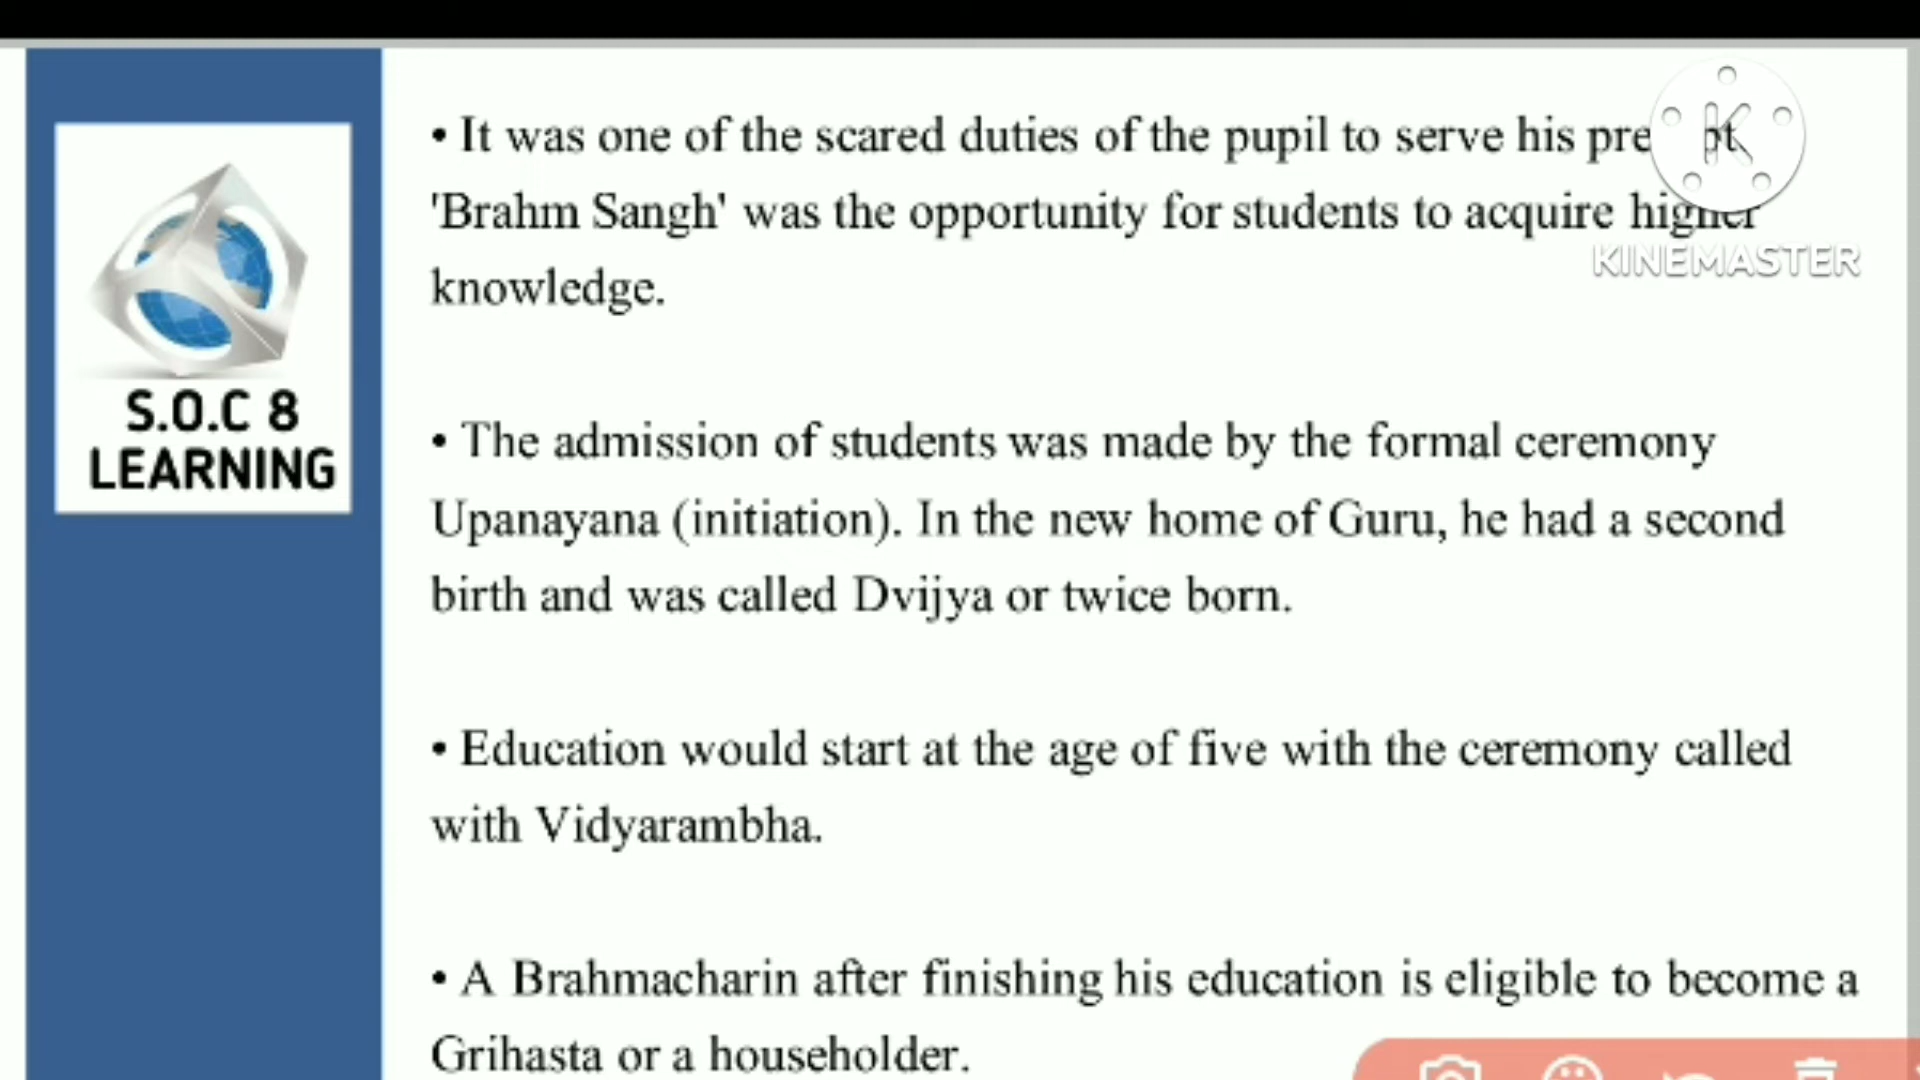 • It was one of the scared duties of the pupil to serve his
'Brahm Sangh' was the opportunity for students to acquire higher
KINEMASTER
knowledge.
S.O.C 8
LEARNING
• The admission of students was made by the formal ceremony
Upanayana (initiation). In the new home of Guru, he had a second
birth and was called Dvijya or twice born.
• Education would start at the age of five with the ceremony called
with Vidyarambha.
• A Brahmacharin after finishing his education is eligible to become a
Grihasta or a householder.